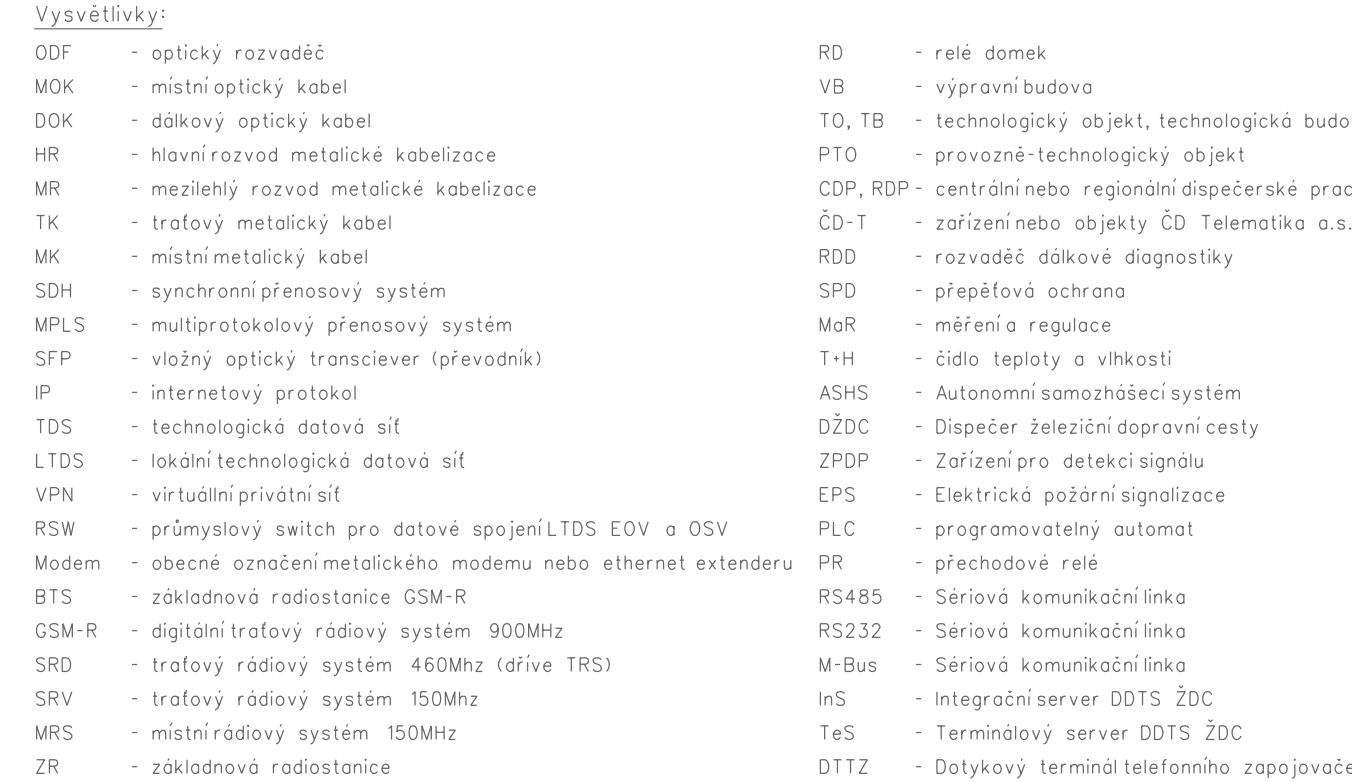 Vysvětlivky:
ODF - optický rozvaděč
MOK - místní optický kabel
DOK - dálkový optický kabel
HR - hlavní rozvod metalické kabelizace
MR - mezilehlý rozvod metalické kabelizace
TK - traťový metalický kabel
MK - místní metalický kabel
SDH - synchronní přenosový systém
MPLS - multiprotokolový přenosový systém
SFP - vložný optický transciever (převodník)
IP - internetový protokol
TDS - technologická datová síť
LTDS - lokální technologická datová síť
VPN - virtuállní privátní síť
RSW - průmyslový switch pro datové spojení LTDS EOV a OSV
Modem - obecné označení metalického modemu nebo ethernet extenderu
BTS - základnová radiostanice GSM-R
GSM-R - digitální traťový rádiový systém 900MHz
SRD - traťový rádiový systém 460Mhz (dříve TRS)
SRV - traťový rádiový systém 150Mhz
MRS - místní rádiový systém 150MHz
ZR - základnová radiostanice
RD - relé domek
VB - výpravní budova
TO, TB - technologický objekt, technologická budo
PTO - provozně-technologický objekt
CDP, RDP - centrální nebo regionální dispečerské prac
ČD-T - zařízení nebo objekty ČD Telematika a.s.
RDD - rozvaděč dálkové diagnostiky
SPD - přepěťová ochrana
MaR - měření a regulace
T+H - čidlo teploty a vlhkosti
ASHS - Autonomní samozhášecí systém
DŽDC - Dispečer železiční dopravní cesty
ZPDP - Zařízení pro detekci signálu
EPS - Elektrická požární signalizace
PLC - programovatelný automat
PR - přechodové relé
RS485 - Sériová komunikační linka
RS232 - Sériová komunikační linka
M-Bus - Sériová komunikační linka
InS - Integrační server DDTS ŽDC
TeS - Terminálový server DDTS ŽDC
DTTZ - Dotykový terminál telefonního zapojovače